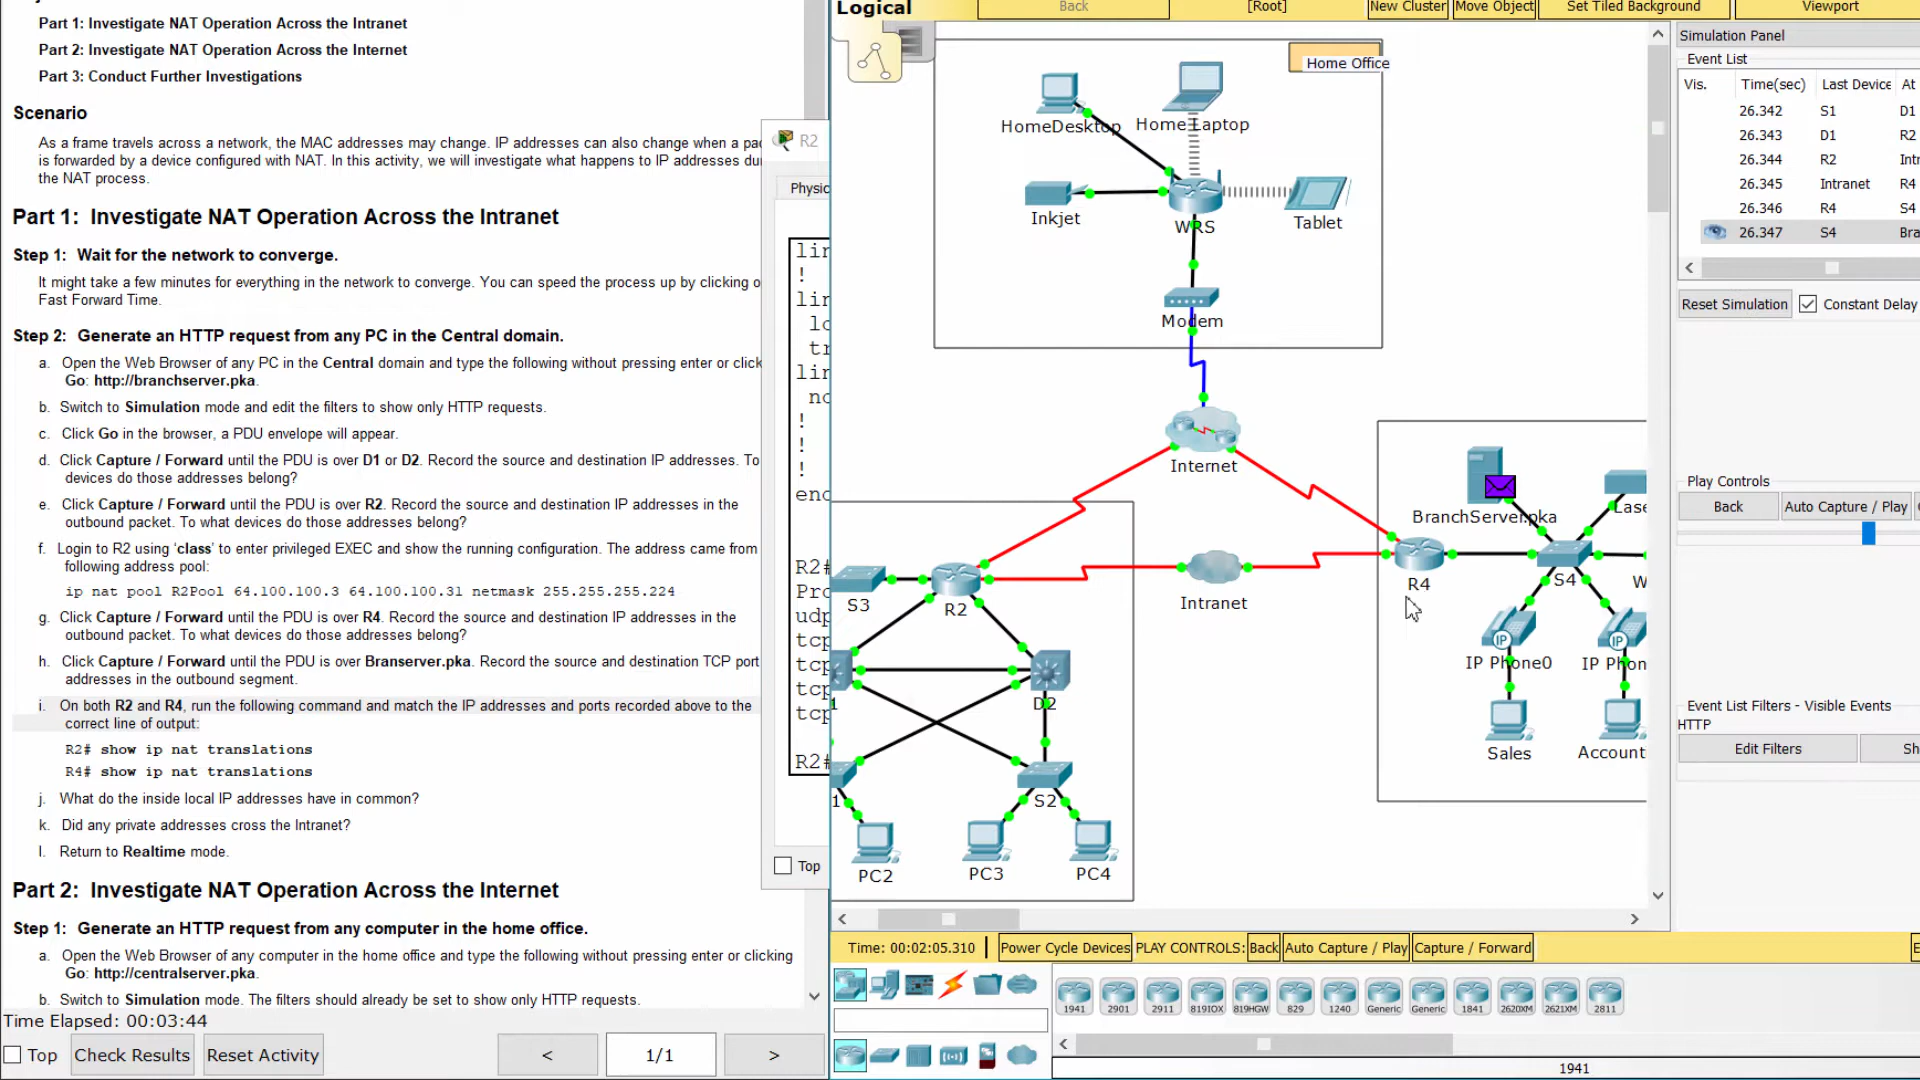 Part 1: Investigate NAT Operation Across the Intranet
Part 2: Investigate NAT Operation Across the Internet
Part 3: Conduct Further Investigations
Scenario
As a frame travels across a network, the MAC addresses may change. IP addresses can also change when a pac
is forwarded by a device configured with NAT. In this activity, we will investigate what happens to IP addresses du
the NAT process.
Part 1: Investigate NAT Operation Across the Intranet
Step 1: Wait for the network to converge.
It might take a few minutes for everything in the network to converge. You can speed the process up by clicking o
Fast Forward Time.
Step 2: Generate an HTTP request from any PC in the Central domain.
a. Open the Web Browser of any PC in the Central domain and type the following without pressing enter or click
Go: http://branchserver.pka.
b. Switch to Simulation mode and edit the filters to show only HTTP requests.
c. Click Go in the browser, a PDU envelope will appear.
d. Click Capture / Forward until the PDU is over D1 or D2. Record the source and destination IP addresses. To
devices do those addresses belong?
e. Click Capture / Forward until the PDU is over R2. Record the source and destination IP addresses in the
outbound packet. To what devices do those addresses belong?
f. Login to R2 using ‘class’ to enter privileged EXEC and show the running configuration. The address came from
following address pool:
ip nat pool R2Pool 64.100.100.3 64.100.100.31 netmask 255.255.255.224
g. Click Capture / Forward until the PDU is over R4. Record the source and destination IP addresses in the
outbound packet. To what devices do those addresses belong?
h. Click Capture / Forward until the PDU is over Branserver.pka. Record the source and destination TCP port
addresses in the outbound segment.
i. On both R2 and R4, run the following command and match the IP addresses and ports recorded above to the
correct line of output:
R2# show ip nat translations
R4# show ip nat translations
j. What do the inside local IP addresses have in common?
k. Did any private addresses cross the Intranet?
l. Return to Realtime mode.
Part 2: Investigate NAT Operation Across the Internet
Step 1: Generate an HTTP request from any computer in the home office.
a. Open the Web Browser of any computer in the home office and type the following without pressing enter or clicking
Go: http://centralserver.pka.
b. Switch to Simulation mode. The filters should already be set to show only HTTP requests.
Time Elapsed: 00:03:44
Top
Check Results
Reset Activity
<
1/1
>
R2
Physic
lin
!
lin
lo
tr
lin
no
!
!
!
end
R2#
Pro
udp
tcp
tcp
tcp
tcp
R2#
Top
Logical
Back
[Root]
New Cluster
Move Object
Set Tiled Background
Viewport
Home Office
HomeDesktop
Home Laptop
Inkjet
WRS
Tablet
Modem
Internet
BranchServer.pka
Lase
S3
R2
Intranet
R4
S4
W
IP
IP
IP Phone0
IP Phon
1
D2
Sales
Account
1
S2
PC2
PC3
PC4
Simulation Panel
Event List
Vis.
Time(sec)
Last Device
At
26.342
S1
D1
26.343
D1
R2
26.344
R2
Intr
26.345
Intranet
R4
26.346
R4
S4
26.347
S4
Bra
Reset Simulation
Constant Delay
Play Controls
Back
Auto Capture / Play
Event List Filters - Visible Events
HTTP
Edit Filters
Sh
Time: 00:02:05.310
Power Cycle Devices
PLAY CONTROLS:
Back
Auto Capture / Play
Capture / Forward
E
1941
2901
2911
819IOX
819HGW
829
1240
Generic
Generic
1841
2620XM
2621XM
2811
1941